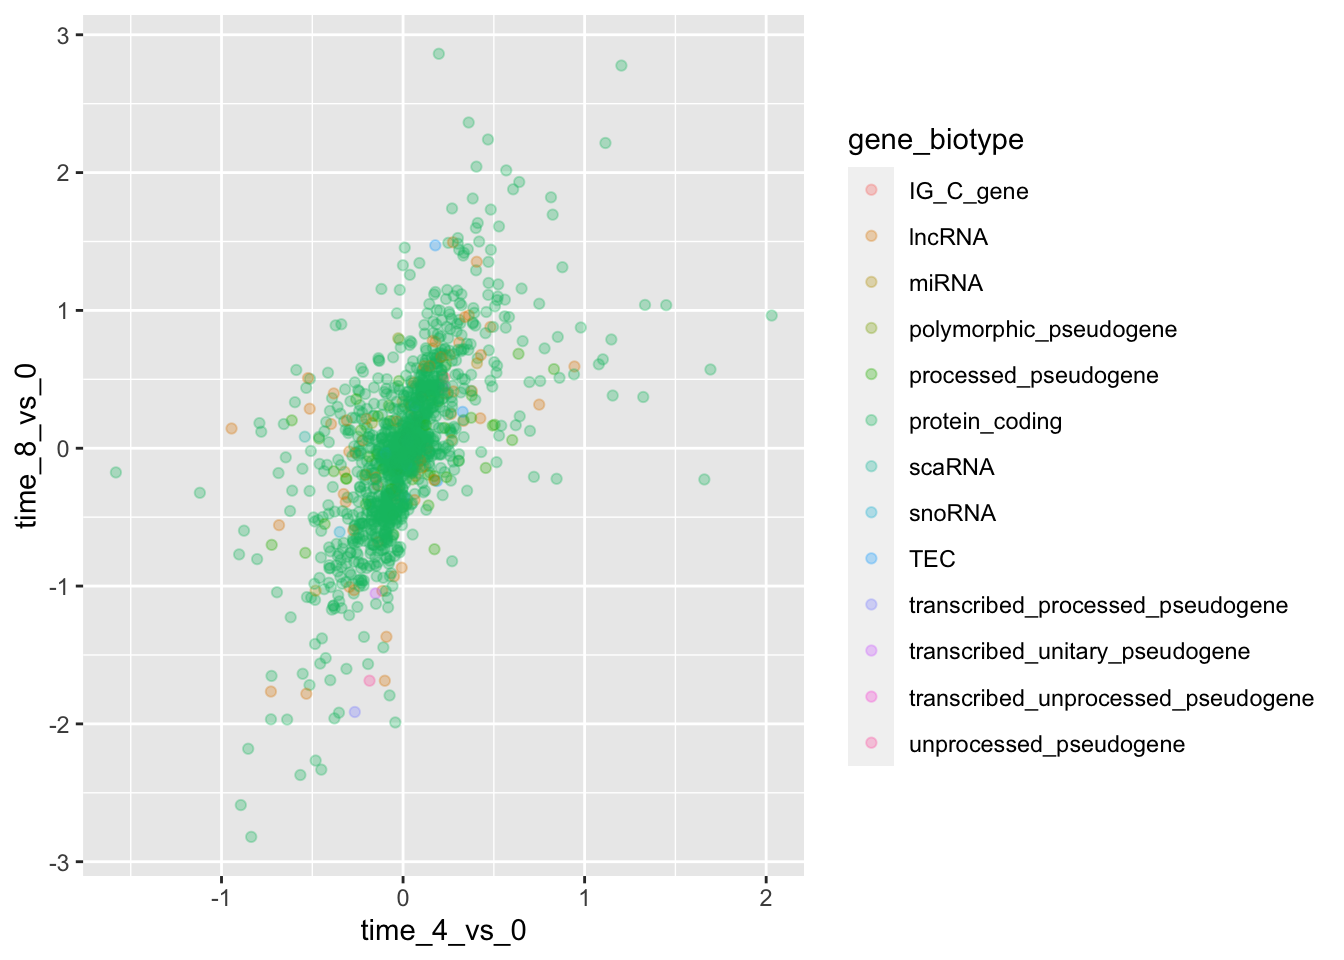 3
2
1
0
-1
-2
-3
time_8_vs_0
-1
0
1
2
time_4_vs_0
gene_biotype
IG_C_gene
lncRNA
miRNA
polymorphic_pseudogene
processed_pseudogene
protein_coding
scaRNA
snoRNA
TEC
transcribed_processed_pseudogene
transcribed_unitary_pseudogene
transcribed_unprocessed_pseudogene
unprocessed_pseudogene